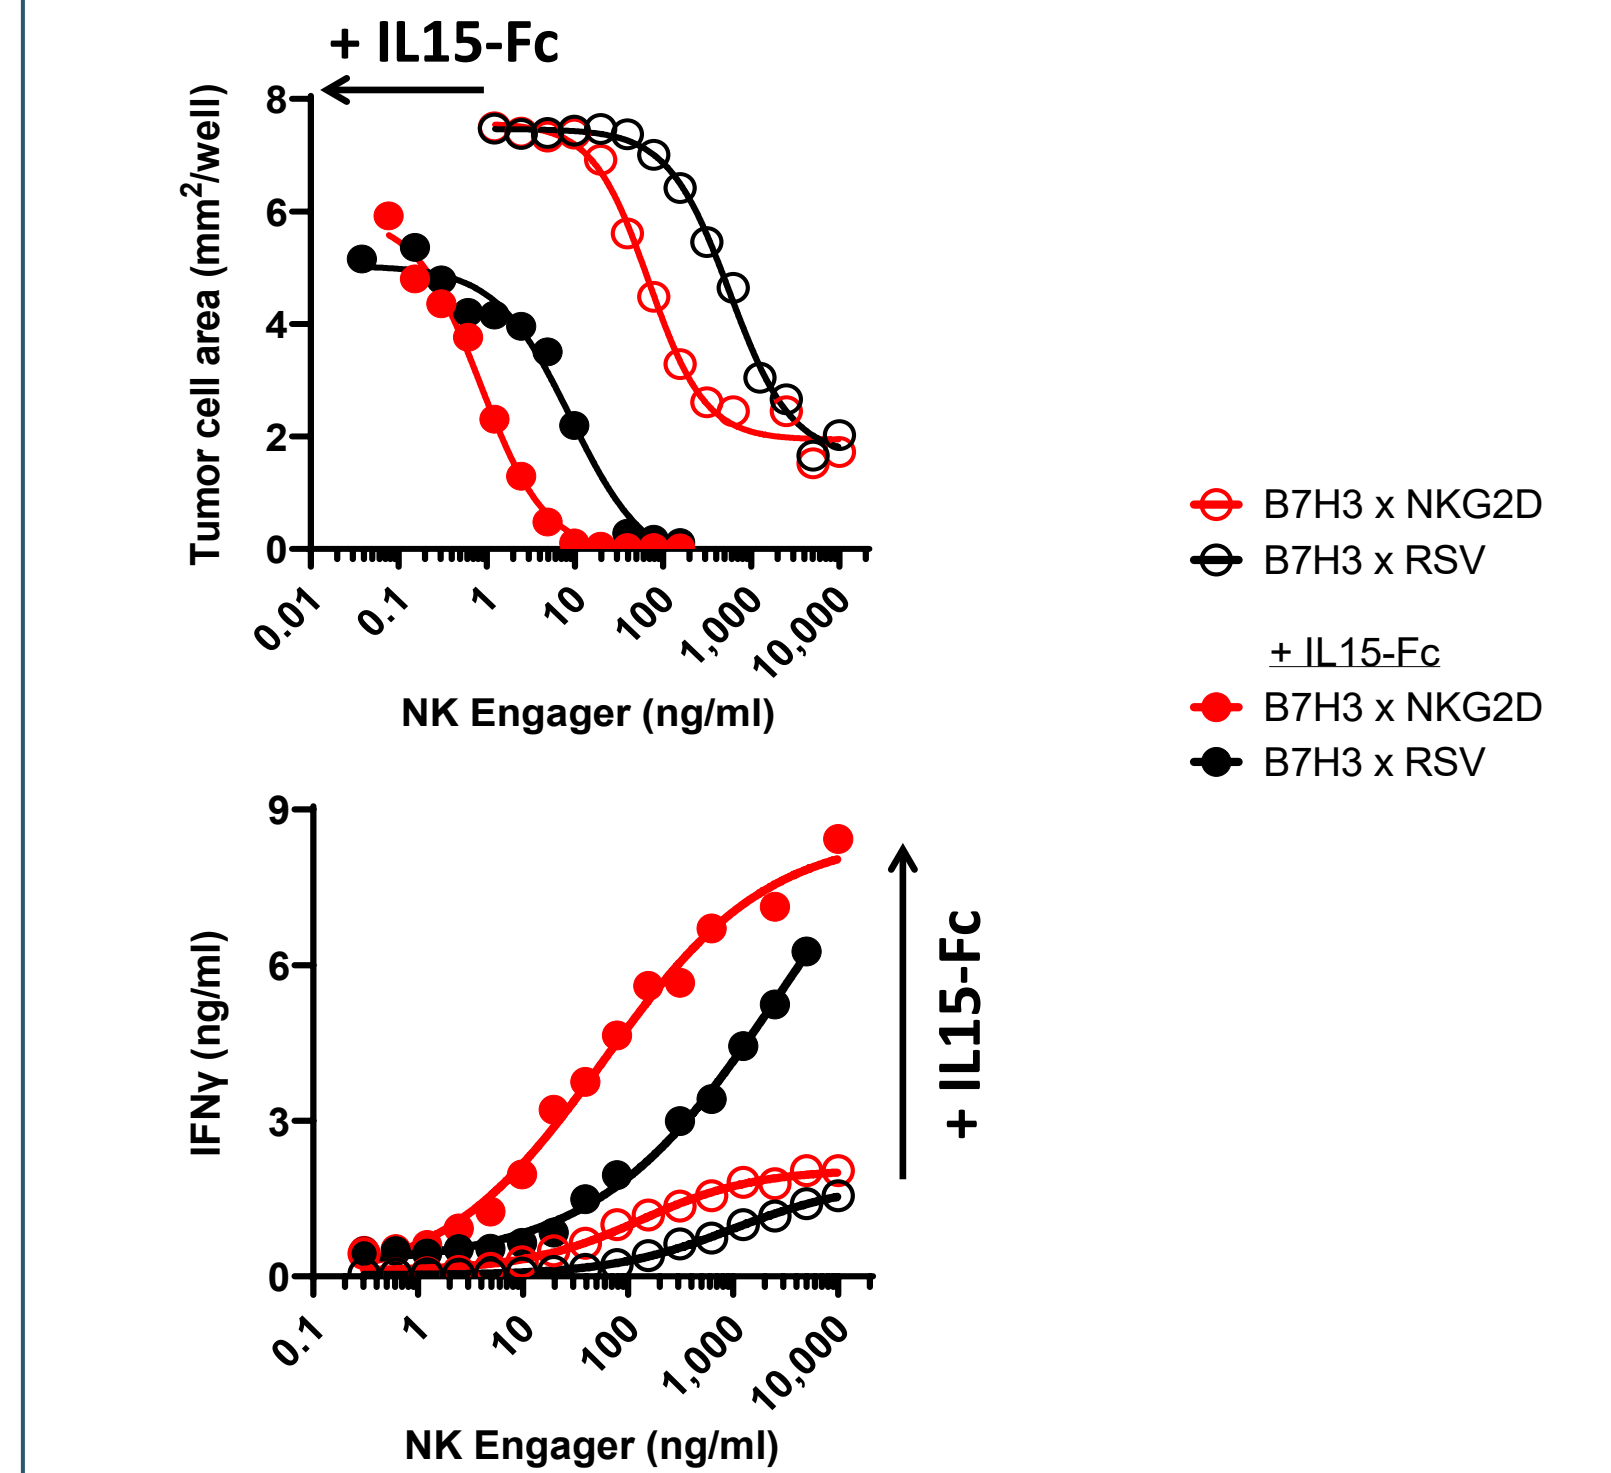 + IL15-Fc
Tumor cell area (mm²/well)
8
6
4
2
0
0.01 0.1 1 10 100 1,000 10,000
NK Engager (ng/ml)
B7H3 x NKG2D
B7H3 x RSV
+ IL15-Fc
B7H3 x NKG2D
B7H3 x RSV
IFNγ (ng/ml)
9
6
3
0
0.1 1 10 100 1,000 10,000
NK Engager (ng/ml)
+ IL15-Fc